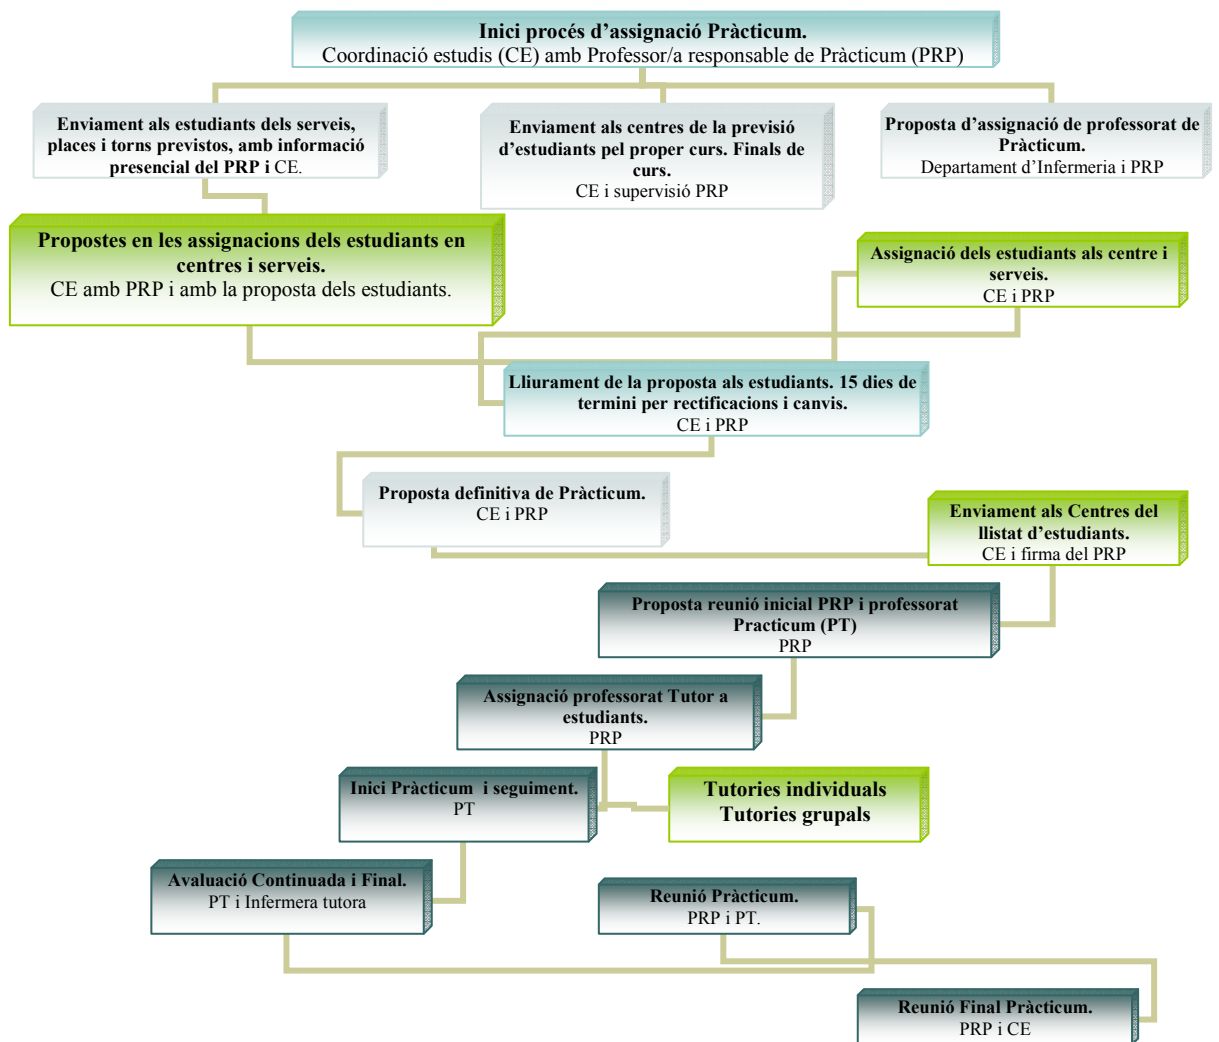 Inici procés d’assignació Pràcticum.
Coordinació estudis (CE) amb Professor/a responsable de Pràcticum (PRP)
Enviament als estudiants dels serveis,
places i torns previstos, amb informació
presencial del PRP i CE.
Enviament als centres de la previsió
d’estudiants pel proper curs. Finals de
curs.
CE i supervisió PRP
Proposta d’assignació de professorat de
Pràcticum.
Departament d’Infermeria i PRP
Propostes en les assignacions dels estudiants en
centres i serveis.
CE amb PRP i amb la proposta dels estudiants.
Assignació dels estudiants als centre i
serveis.
CE i PRP
Lliurament de la proposta als estudiants. 15 dies de
termini per rectificacions i canvis.
CE i PRP
Proposta definitiva de Pràcticum.
CE i PRP
Enviament als Centres del
llistat d’estudiants.
CE i firma del PRP
Proposta reunió inicial PRP i professorat
Practicum (PT)
PRP
Assignació professorat Tutor a
estudiants.
PRP
Inici Pràcticum i seguiment.
PT
Tutories individuals
Tutories grupals
Avaluació Continuada i Final.
PT i Infermera tutora
Reunió Pràcticum.
PRP i PT.
Reunió Final Pràcticum.
PRP i CE